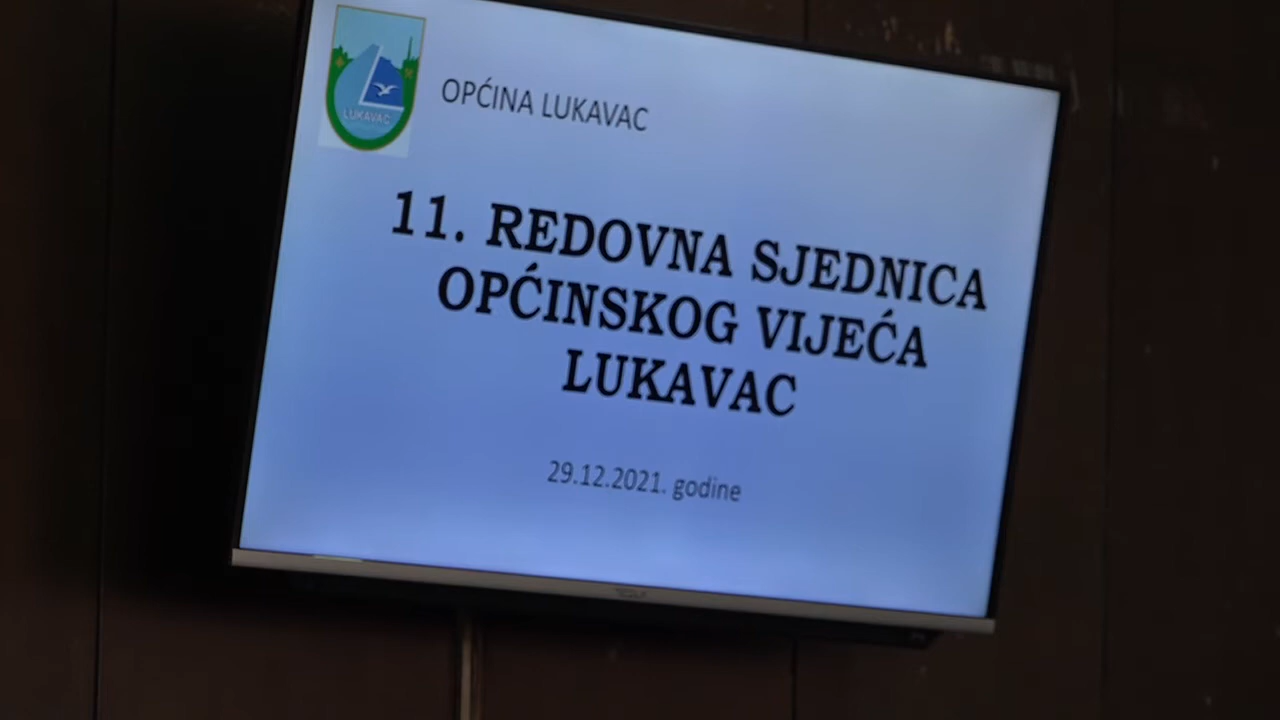 LUKAVAC
OPĆINA LUKAVAC
11. REDOVNA SJEDNICA
OPĆINSKOG VIJEĆA
LUKAVAC
29.12.2021. godine